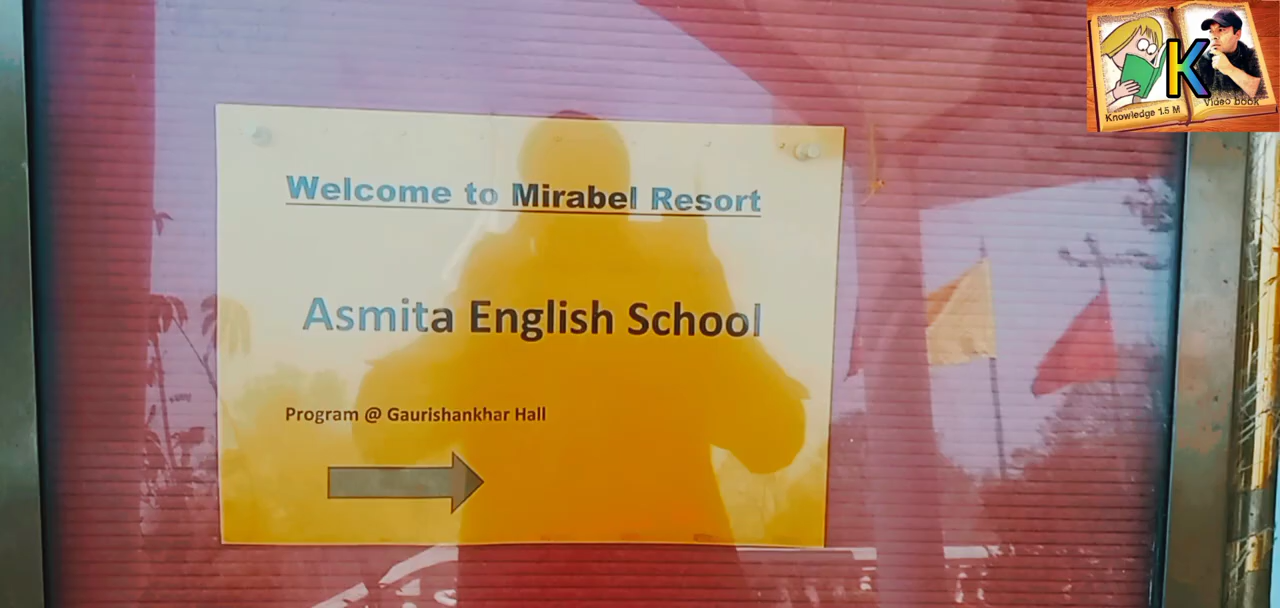 Welcome to Mirabel Resort
Asmita English School
Program @ Gaurishankhar Hall
K
Knowledge 1.5 M
Video book